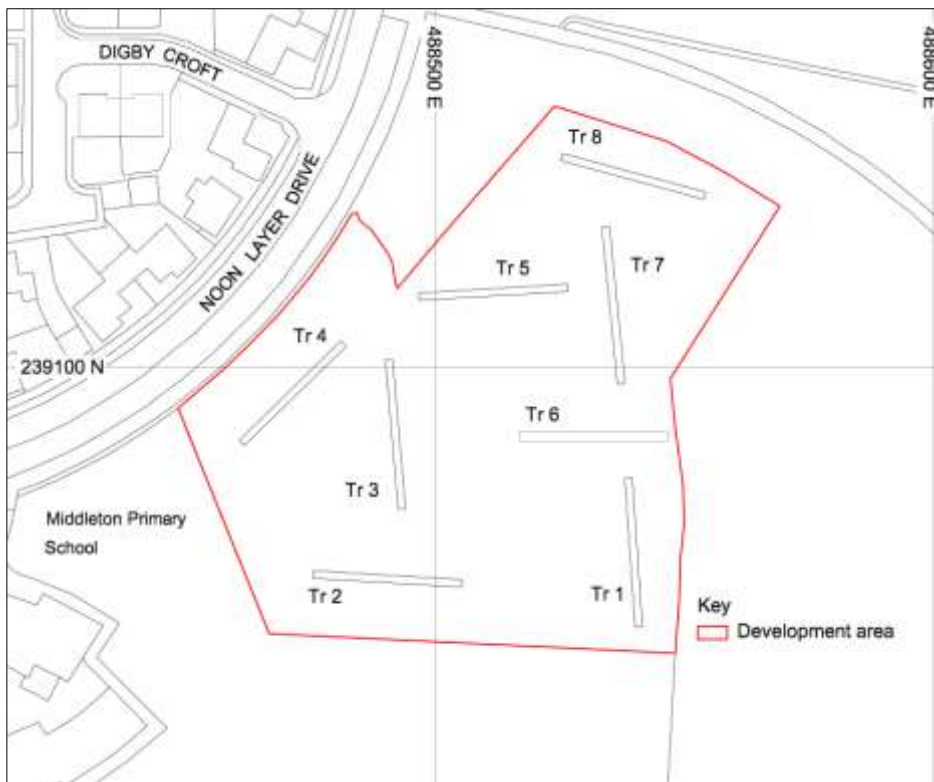 DIGBY CROFT
488500 E
488600 E
NOON LAYER DRIVE
Tr 8
Tr 7
Tr 5
Tr 4
239100 N
Tr 6
Tr 3
Middleton Primary
School
Tr 2
Tr 1
Key
Development area